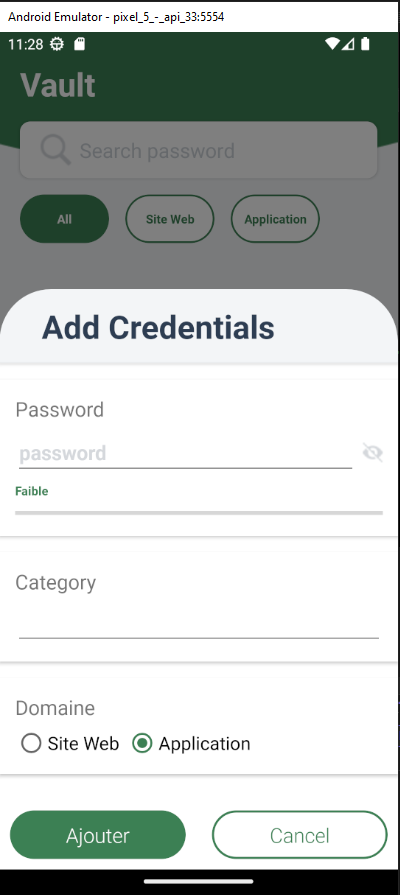 Android Emulator - pixel_5_-_api_33:5554
11:28
Vault
Search password
All Site Web Application
Add Credentials
Password
password
Faible
Category
Domaine
Site Web Application
Ajouter Cancel